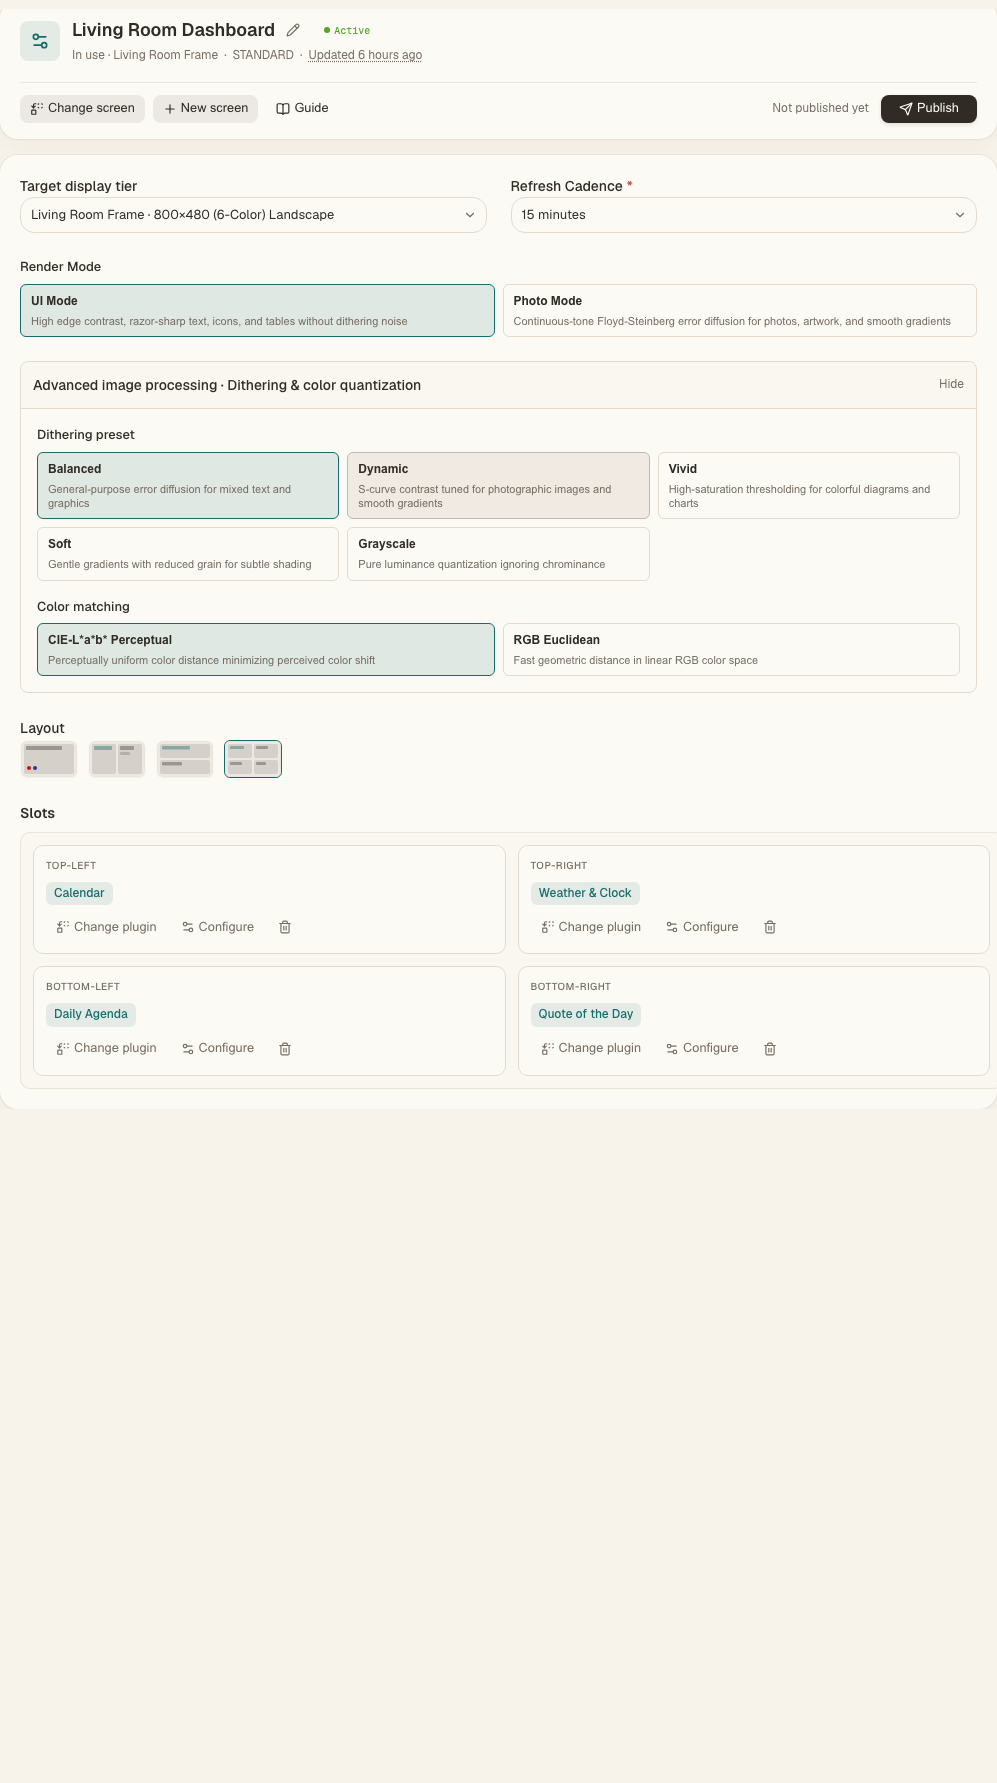 Living Room Dashboard
Active
In use · Living Room Frame · STANDARD · Updated 6 hours ago
Change screen
New screen
Guide
Not published yet
Publish
Target display tier
Refresh Cadence *
Living Room Frame · 800×480 (6-Color) Landscape
15 minutes
Render Mode
UI Mode
High edge contrast, razor-sharp text, icons, and tables without dithering noise
Photo Mode
Continuous-tone Floyd-Steinberg error diffusion for photos, artwork, and smooth gradients
Advanced image processing · Dithering & color quantization
Hide
Dithering preset
Balanced
General-purpose error diffusion for mixed text and
graphics
Dynamic
S-curve contrast tuned for photographic images and
smooth gradients
Vivid
High-saturation thresholding for colorful diagrams and
charts
Soft
Gentle gradients with reduced grain for subtle shading
Grayscale
Pure luminance quantization ignoring chrominance
Color matching
CIE-L*a*b* Perceptual
Perceptually uniform color distance minimizing perceived color shift
RGB Euclidean
Fast geometric distance in linear RGB color space
Layout
Slots
TOP-LEFT
Calendar
Change plugin
Configure
TOP-RIGHT
Weather & Clock
Change plugin
Configure
BOTTOM-LEFT
Daily Agenda
Change plugin
Configure
BOTTOM-RIGHT
Quote of the Day
Change plugin
Configure